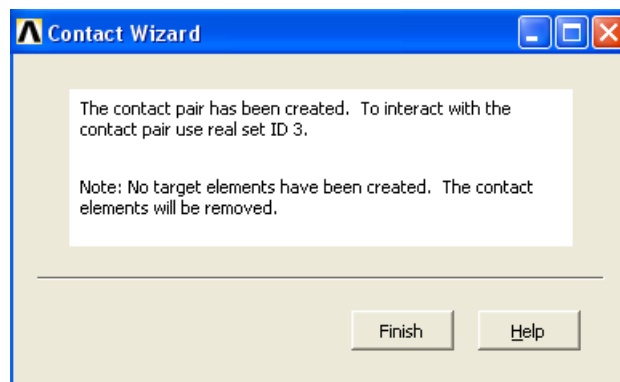 Contact Wizard
The contact pair has been created. To interact with the
contact pair use real set ID 3.
Note: No target elements have been created. The contact
elements will be removed.
Finish
Help